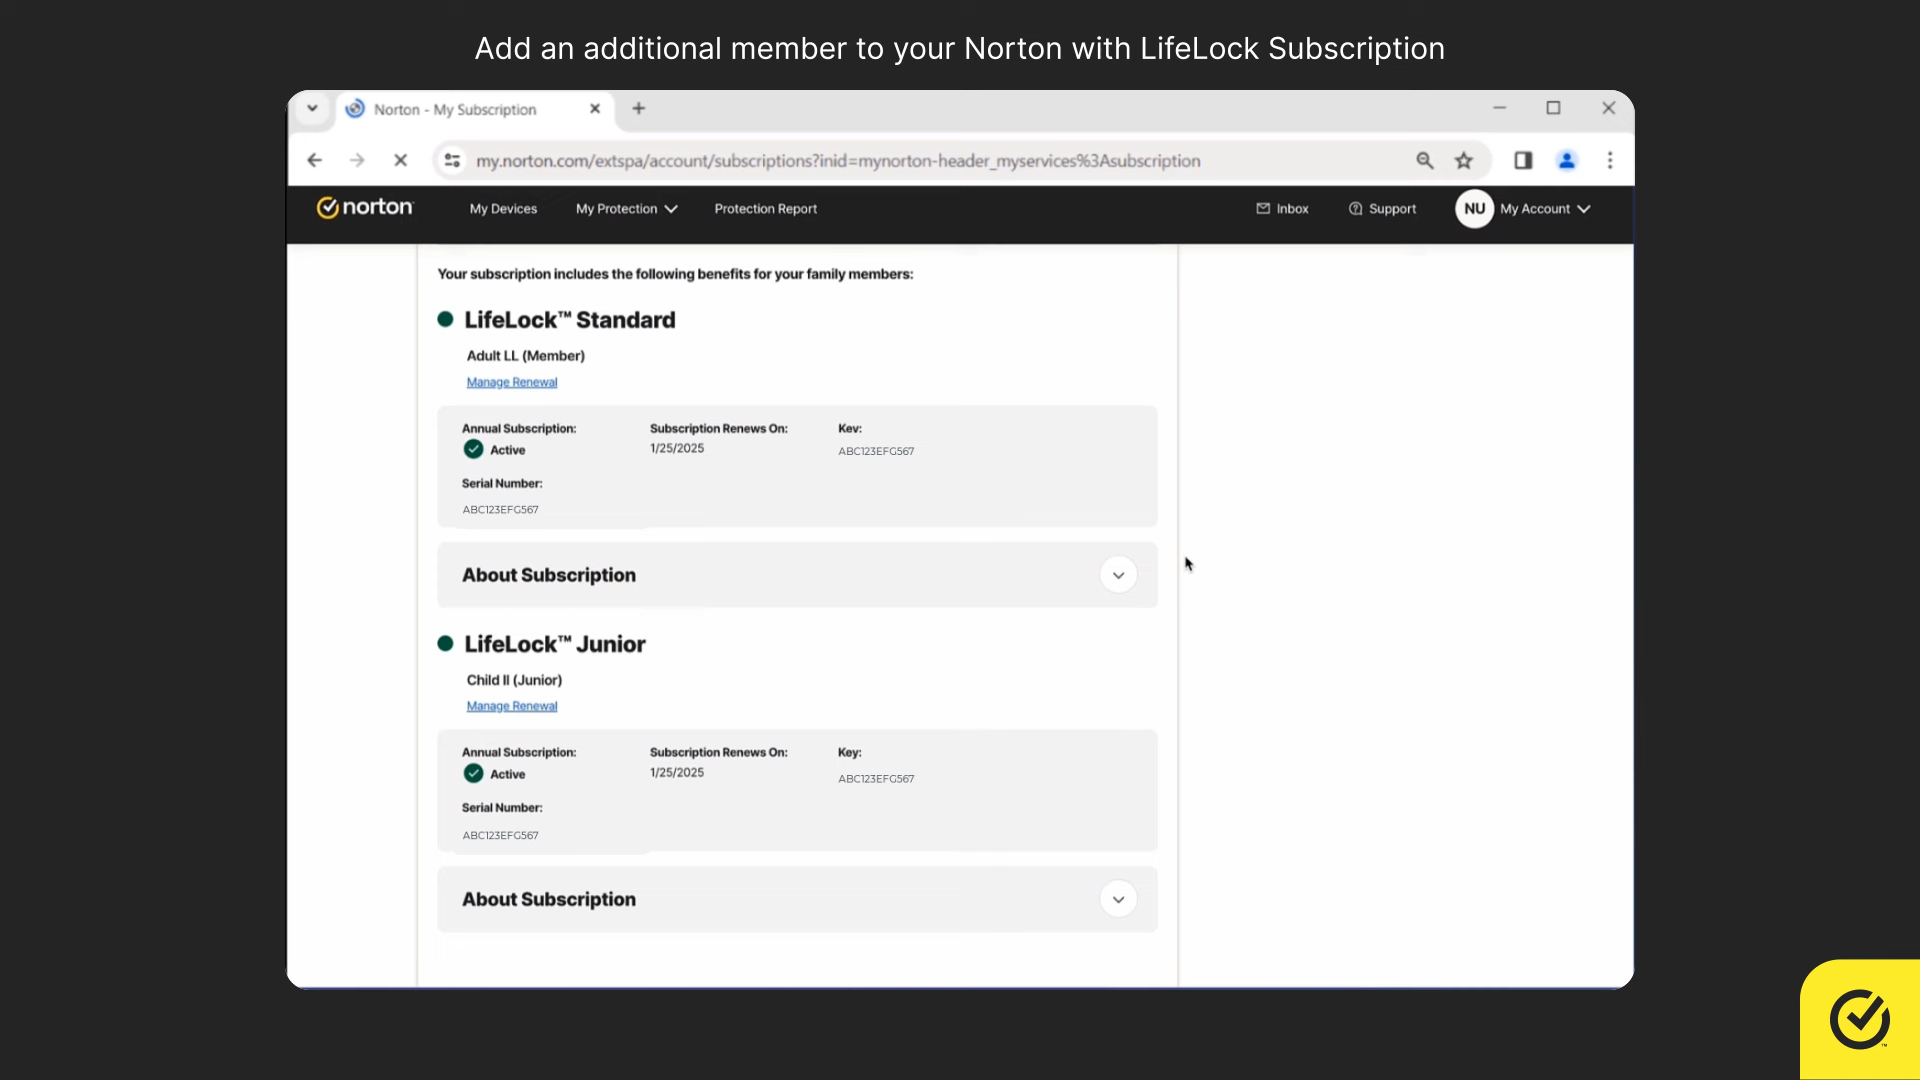 Add an additional member to your Norton with LifeLock Subscription
Norton - My Subscription
my.norton.com/extspa/account/subscriptions?inid=mynorton-header_myservices%3Asubscription
norton
My Devices
My Protection
Protection Report
Inbox
Support
NU
My Account
Your subscription includes the following benefits for your family members:
LifeLock™ Standard
Adult LL (Member)
Manage Renewal
Annual Subscription:
Subscription Renews On:
Kev:
Active
1/25/2025
ABC123EFG567
Serial Number:
ABC123EFG567
About Subscription
LifeLock™ Junior
Child ll (Junior)
Manage Renewal
Annual Subscription:
Subscription Renews On:
Key:
Active
1/25/2025
ABC123EFG567
Serial Number:
ABC123EFG567
About Subscription